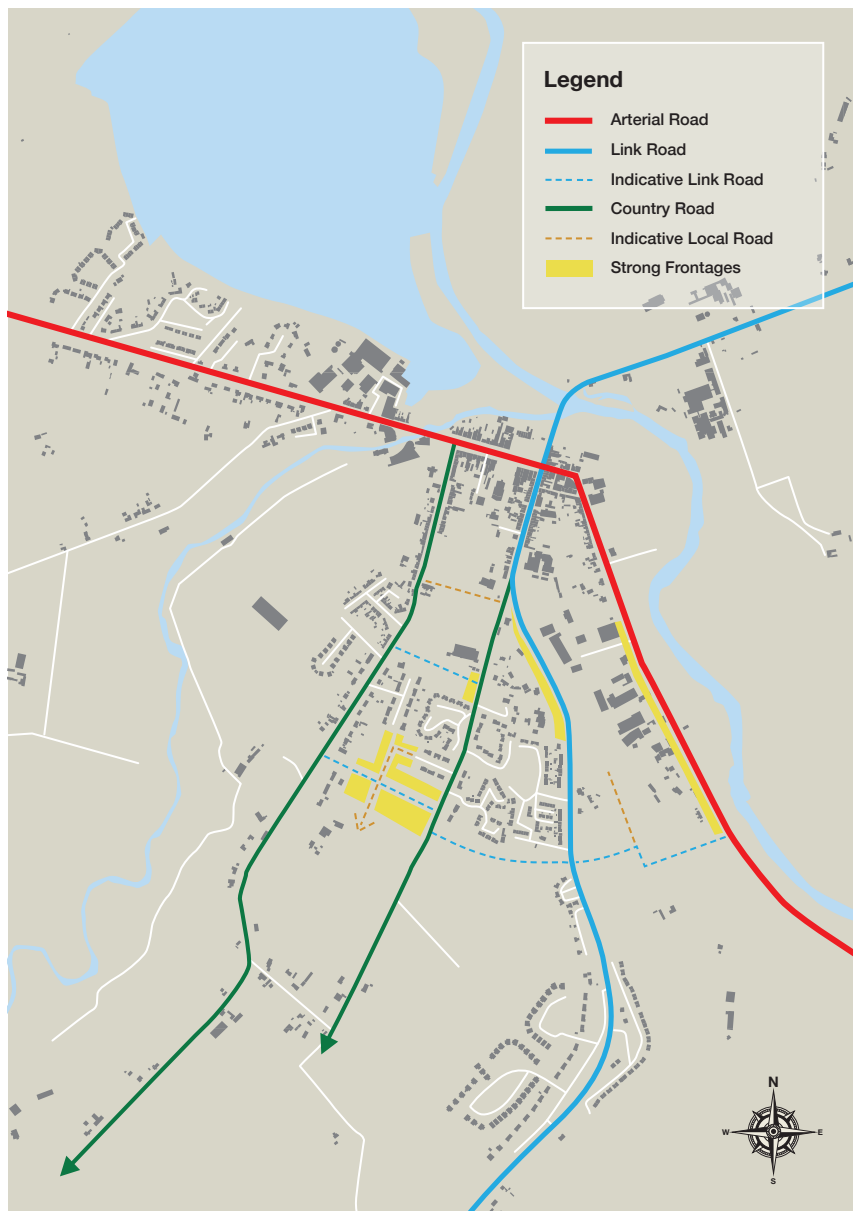 Legend
Arterial Road
Link Road
Indicative Link Road
Country Road
Indicative Local Road
Strong Frontages
N
W E
S